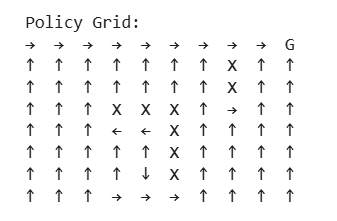 Policy Grid:
→ → → → → → → → → G
↑ ↑ ↑ ↑ ↑ ↑ ↑ X ↑ ↑
↑ ↑ ↑ ↑ ↑ ↑ ↑ X ↑ ↑
↑ ↑ ↑ X X X ↑ → ↑ ↑
↑ ↑ ↑ ← ← X ↑ ↑ ↑ ↑
↑ ↑ ↑ ↑ ↑ X ↑ ↑ ↑ ↑
↑ ↑ ↑ ↑ ↓ X ↑ ↑ ↑ ↑
↑ ↑ ↑ → → → ↑ ↑ ↑ ↑